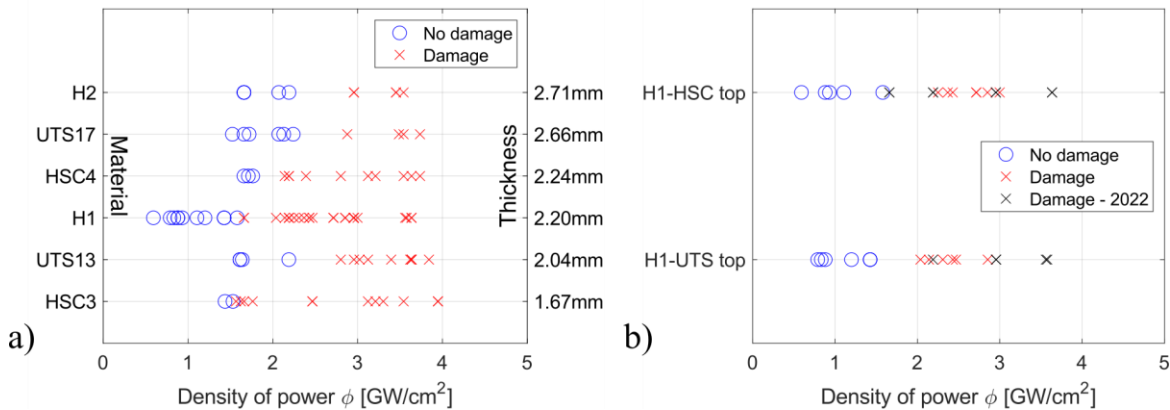 No damage
Damage
H2
UTS17
HSC4
H1
UTS13
HSC3
Material
2.71mm
2.66mm
2.24mm
2.20mm
2.04mm
1.67mm
Thickness
0 1 2 3 4 5
Density of power ϕ [GW/cm²]
a)
H1-HSC top
H1-UTS top
No damage
Damage
Damage - 2022
0 1 2 3 4 5
Density of power ϕ [GW/cm²]
b)